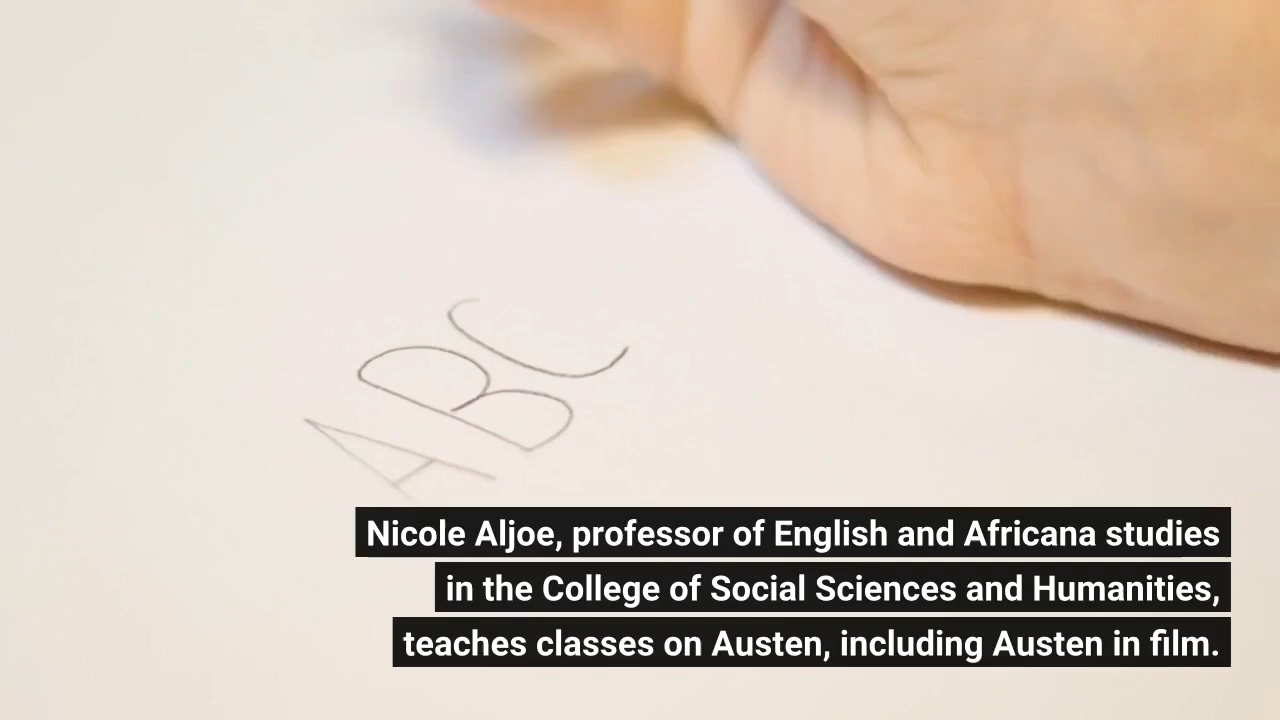 ABC
Nicole Aljoe, professor of English and Africana studies
in the College of Social Sciences and Humanities,
teaches classes on Austen, including Austen in film.